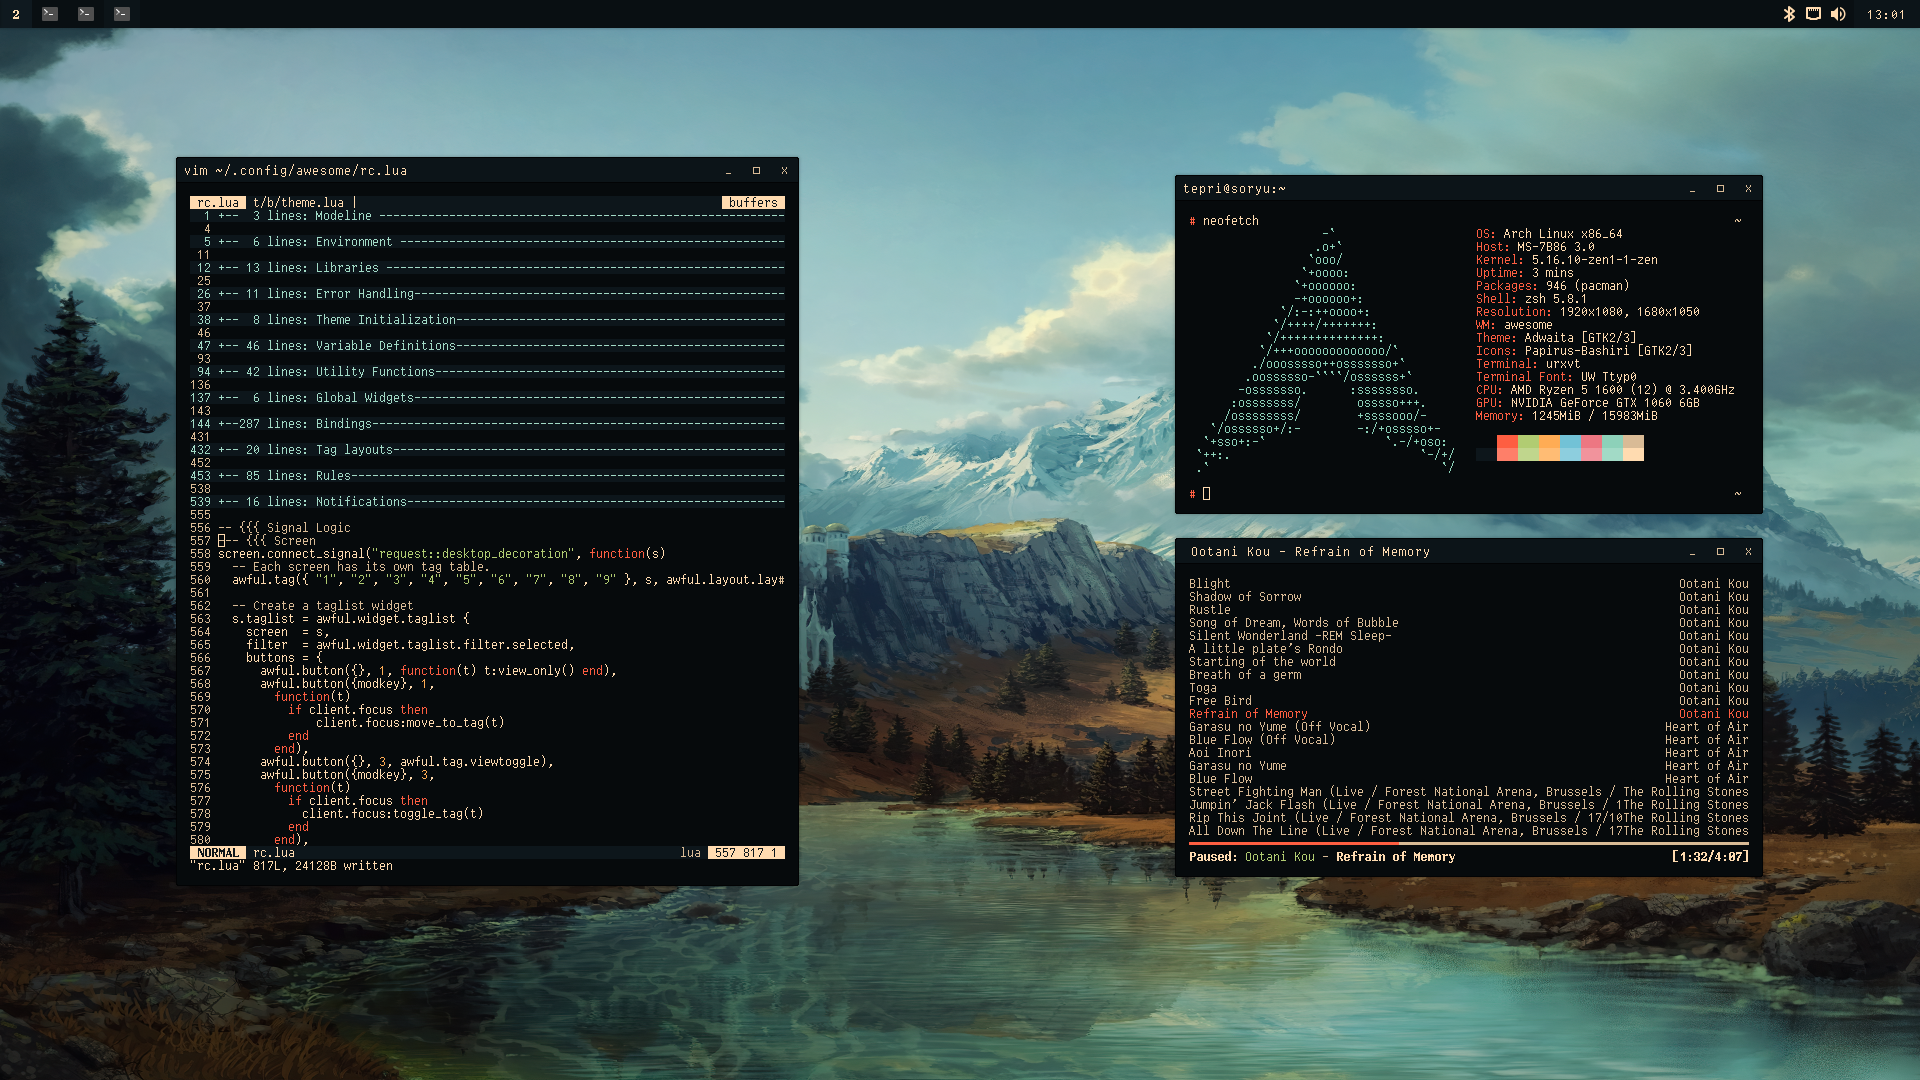 2
13:01
vim ~/.config/awesome/rc.lua
rc.lua t/b/theme.lua | buffers
1 +-- 3 lines: Modeline ----------------------------------------------------------
4
5 +-- 6 lines: Environment -------------------------------------------------------
11
12 +-- 13 lines: Libraries ---------------------------------------------------------
25
26 +-- 11 lines: Error Handling-----------------------------------------------------
37
38 +-- 8 lines: Theme Initialization-----------------------------------------------
46
47 +-- 46 lines: Variable Definitions-----------------------------------------------
93
94 +-- 42 lines: Utility Functions--------------------------------------------------
136
137 +-- 6 lines: Global Widgets-----------------------------------------------------
143
144 +--287 lines: Bindings-----------------------------------------------------------
431
432 +-- 20 lines: Tag layouts--------------------------------------------------------
452
453 +-- 85 lines: Rules--------------------------------------------------------------
538
539 +-- 16 lines: Notifications------------------------------------------------------
555
556 -- {{{ Signal Logic
557 -- {{{ Screen
558 screen.connect_signal("request::desktop_decoration", function(s)
559 -- Each screen has its own tag table.
560 awful.tag({ "1", "2", "3", "4", "5", "6", "7", "8", "9" }, s, awful.layout.lay#
561
562 -- Create a taglist widget
563 s.taglist = awful.widget.taglist {
564 screen = s,
565 filter = awful.widget.taglist.filter.selected,
566 buttons = {
567 awful.button({}, 1, function(t) t:view_only() end),
568 awful.button({modkey}, 1,
569 function(t)
570 if client.focus then
571 client.focus:move_to_tag(t)
572 end
573 end),
574 awful.button({}, 3, awful.tag.viewtoggle),
575 awful.button({modkey}, 3,
576 function(t)
577 if client.focus then
578 client.focus:toggle_tag(t)
579 end
580 end),
NORMAL rc.lua lua 557 817 1
"rc.lua" 817L, 24128B written
tepri@soryu:~
# neofetch ~
-`
.o+`
`ooo/
`+oooo:
`+oooooo:
-+oooooo+:
`/:-:++oooo+:
`/++++/+++++++:
`/++++++++++++++:
`/+++ooooooooooooo/`
./ooosssso++osssssso+`
.oossssso-````/ossssss+`
-osssssso. :ssssssso.
:osssssss/ osssso+++.
/ossssssss/ +ssssooo/-
`/ossssso+/:- -:/+osssso+-
`+sso+:-` `.-/+oso:
`++:. `-/+/
.` `/
OS: Arch Linux x86_64
Host: MS-7B86 3.0
Kernel: 5.16.10-zen1-1-zen
Uptime: 3 mins
Packages: 946 (pacman)
Shell: zsh 5.8.1
Resolution: 1920x1080, 1680x1050
WM: awesome
Theme: Adwaita [GTK2/3]
Icons: Papirus-Bashiri [GTK2/3]
Terminal: urxvt
Terminal Font: UW Ttyp0
CPU: AMD Ryzen 5 1600 (12) @ 3.400GHz
GPU: NVIDIA GeForce GTX 1060 6GB
Memory: 1245MiB / 15983MiB
# ~
Ootani Kou - Refrain of Memory
Blight Ootani Kou
Shadow of Sorrow Ootani Kou
Rustle Ootani Kou
Song of Dream, Words of Bubble Ootani Kou
Silent Wonderland -REM Sleep- Ootani Kou
A little plate's Rondo Ootani Kou
Starting of the world Ootani Kou
Breath of a germ Ootani Kou
Toga Ootani Kou
Free Bird Ootani Kou
Refrain of Memory Ootani Kou
Garasu no Yume (Off Vocal) Heart of Air
Blue Flow (Off Vocal) Heart of Air
Aoi Inori Heart of Air
Garasu no Yume Heart of Air
Blue Flow Heart of Air
Street Fighting Man (Live / Forest National Arena, Brussels / The Rolling Stones
Jumpin' Jack Flash (Live / Forest National Arena, Brussels / 1The Rolling Stones
Rip This Joint (Live / Forest National Arena, Brussels / 17/10The Rolling Stones
All Down The Line (Live / Forest National Arena, Brussels / 17The Rolling Stones
Paused: Ootani Kou - Refrain of Memory [1:32/4:07]